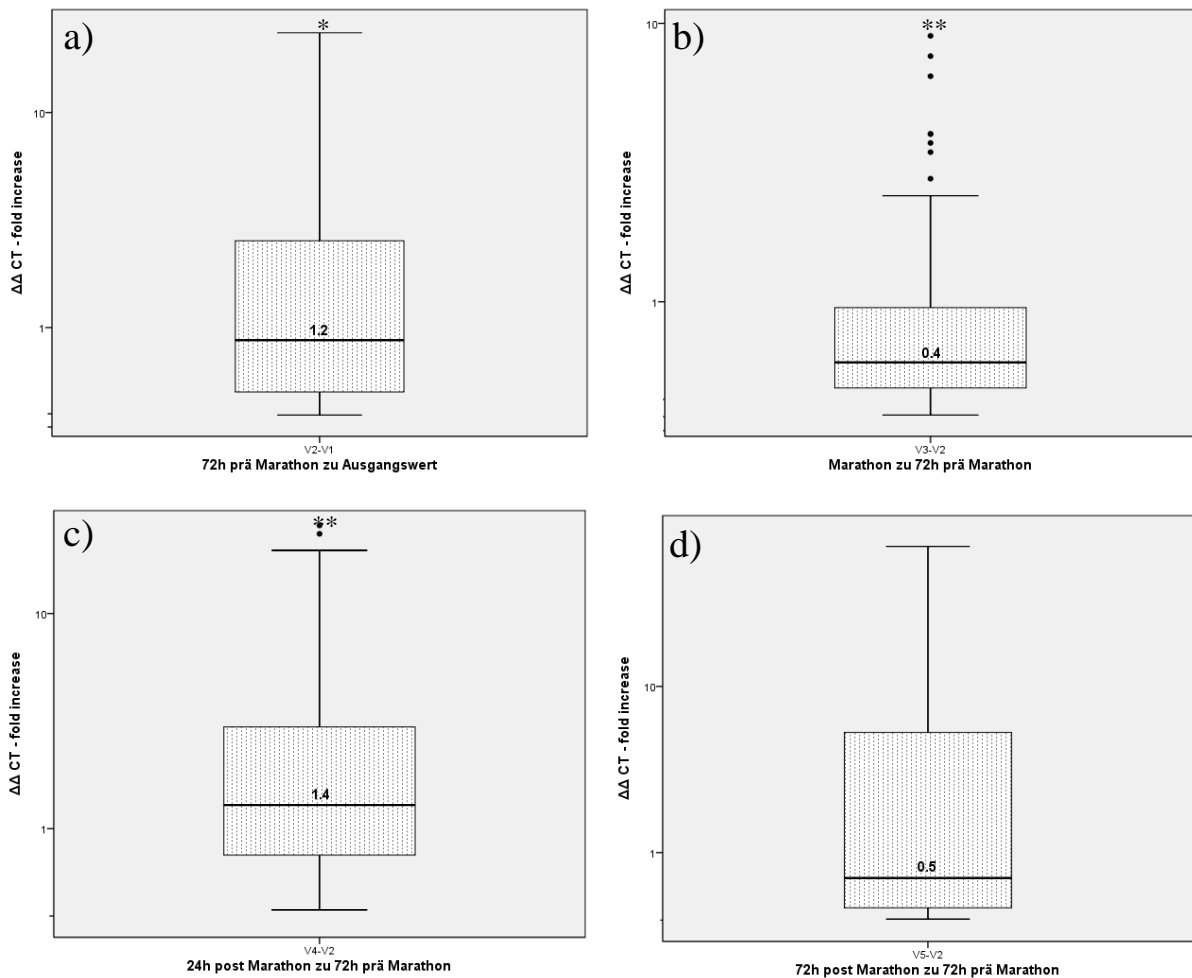 a)
*
10
1
1.2
ΔΔ CT - fold increase
V2-V1
72h prä Marathon zu Ausgangswert
b)
**
10
1
0.4
ΔΔ CT - fold increase
V3-V2
Marathon zu 72h prä Marathon
c)
**
10
1
1.4
ΔΔ CT - fold increase
V4-V2
24h post Marathon zu 72h prä Marathon
d)
10
1
0.5
ΔΔ CT - fold increase
V5-V2
72h post Marathon zu 72h prä Marathon